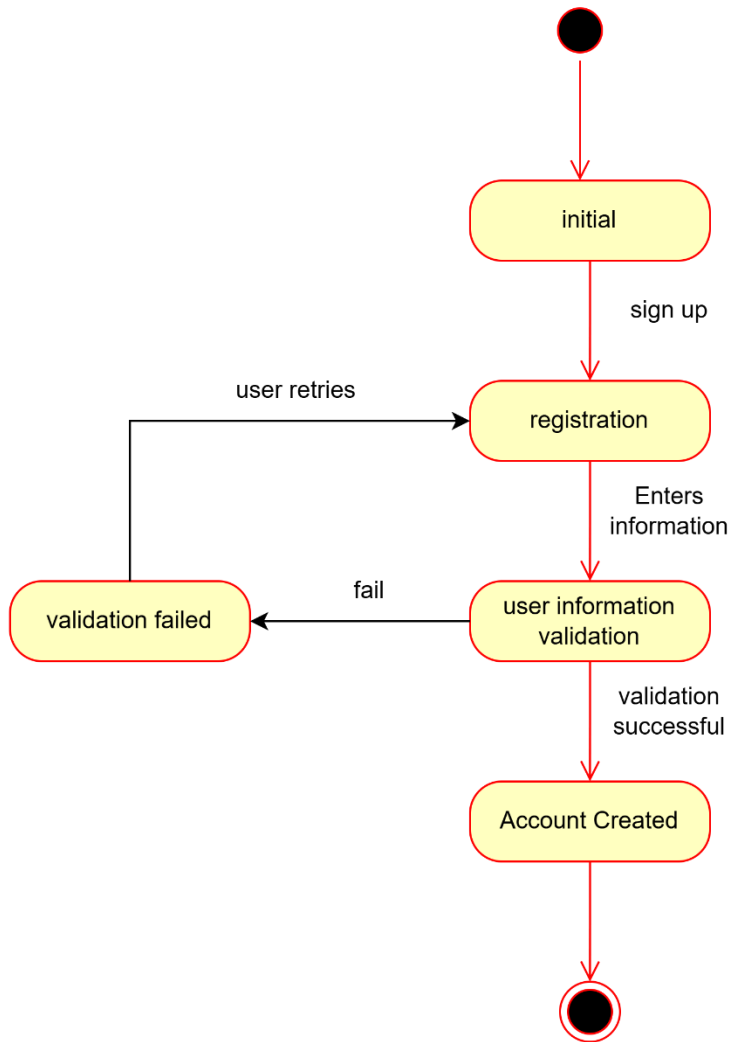 initial
sign up
user retries
registration
Enters
information
fail
validation failed
user information
validation
validation
successful
Account Created